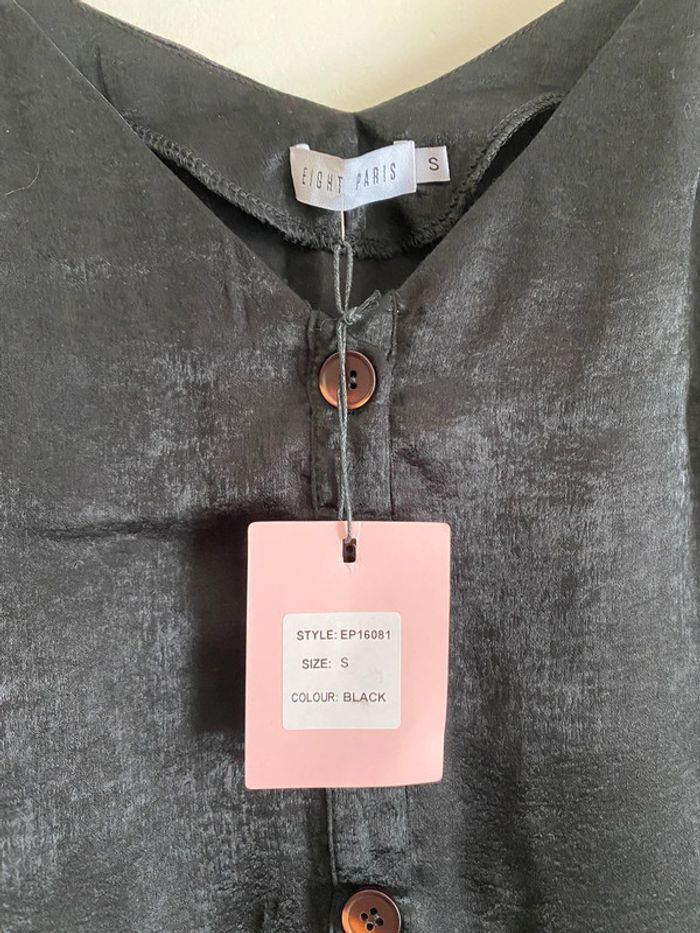 EIGHT PARIS
S
STYLE: EP16081
SIZE: S
COLOUR: BLACK